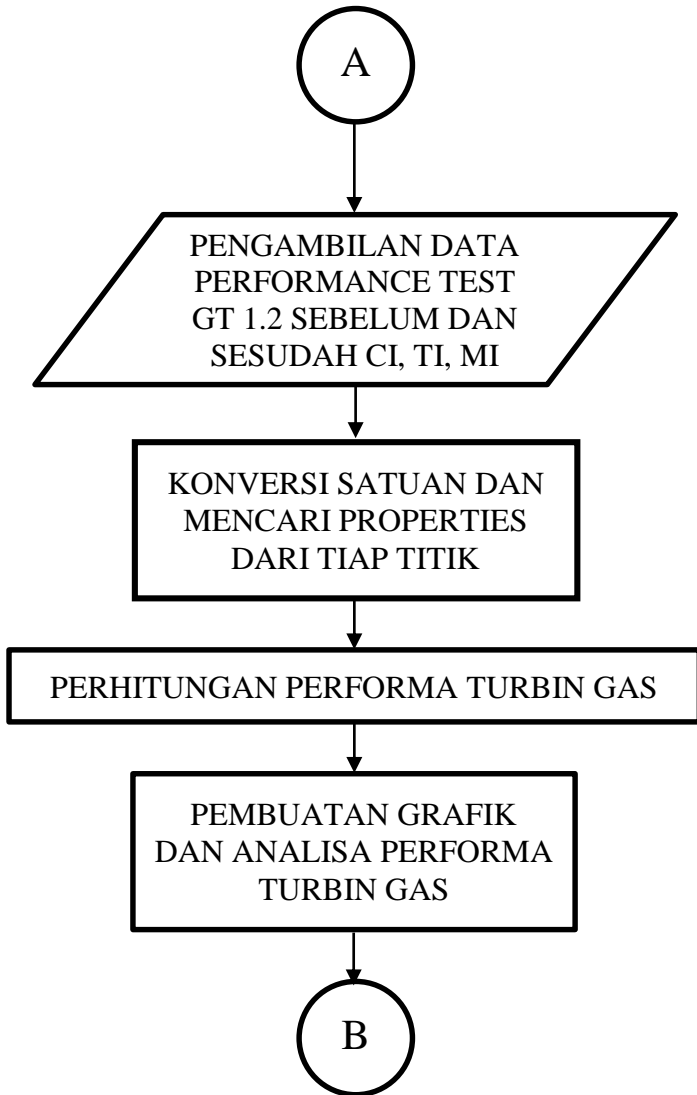 A
PENGAMBILAN DATA
PERFORMANCE TEST
GT 1.2 SEBELUM DAN
SESUDAH CI, TI, MI
KONVERSI SATUAN DAN
MENCARI PROPERTIES
DARI TIAP TITIK
PERHITUNGAN PERFORMA TURBIN GAS
PEMBUATAN GRAFIK
DAN ANALISA PERFORMA
TURBIN GAS
B